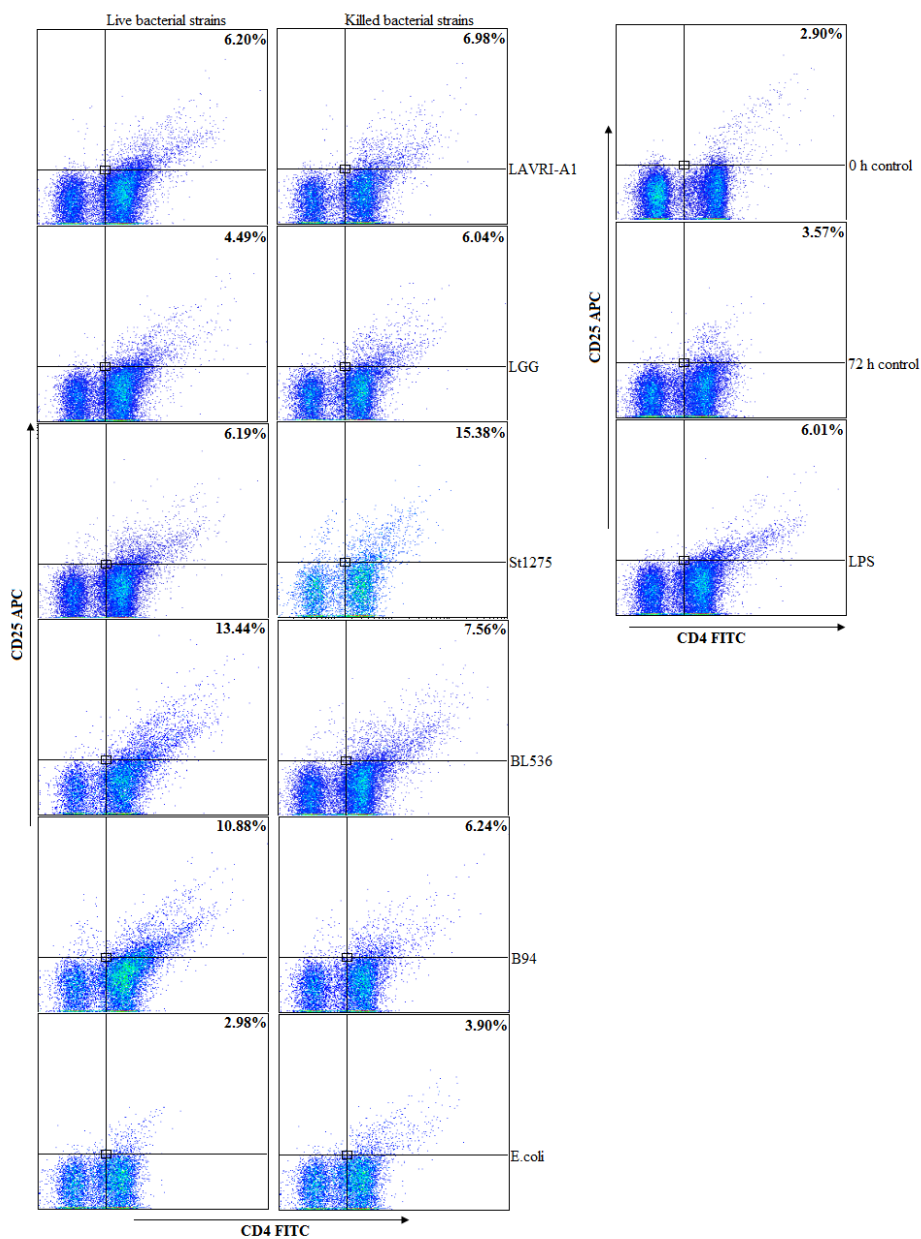 Live bacterial strains
Killed bacterial strains
6.20%
6.98%
LAVRI-A1
4.49%
6.04%
LGG
6.19%
15.38%
St1275
13.44%
7.56%
BL536
10.88%
6.24%
B94
2.98%
3.90%
E.coli
CD25 APC
CD4 FITC
2.90%
0 h control
3.57%
72 h control
6.01%
LPS
CD25 APC
CD4 FITC